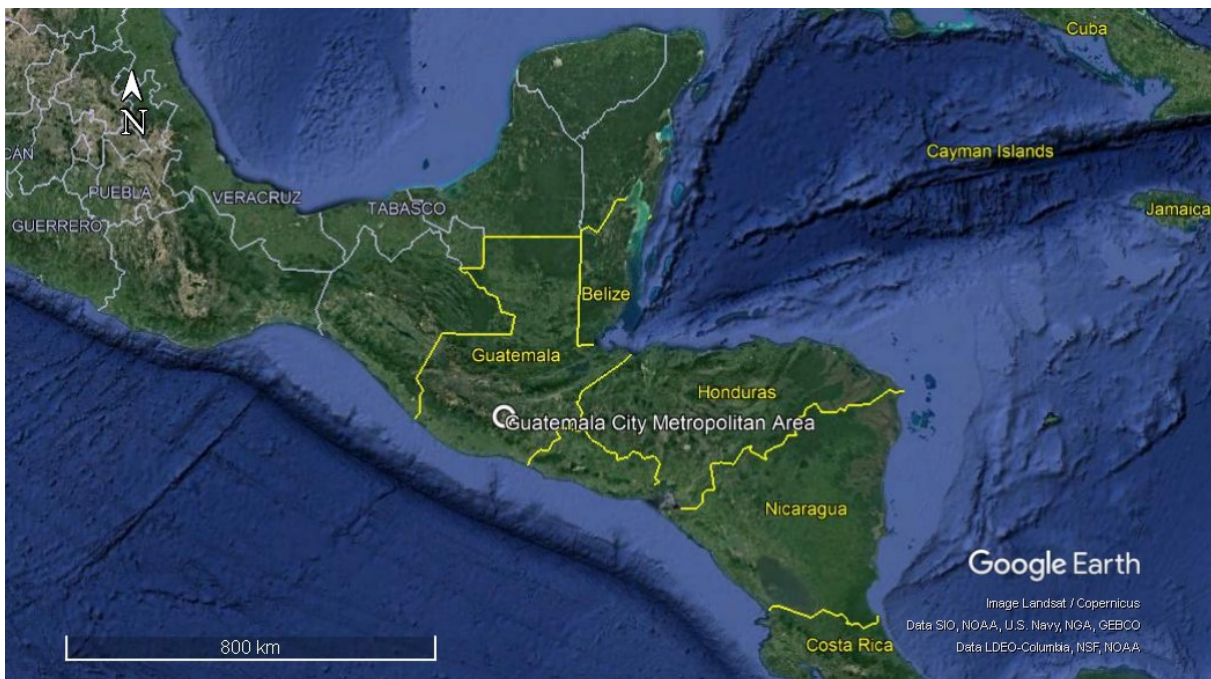 Cuba
N
CÁN
Cayman Islands
PUEBLA
VERACRUZ
TABASCO
Jamaica
GUERRERO
Belize
Guatemala
Honduras
Guatemala City Metropolitan Area
Nicaragua
Google Earth
Image Landsat / Copernicus
Data SIO, NOAA, U.S. Navy, NGA, GEBCO
Data LDEO-Columbia, NSF, NOAA
800 km
Costa Rica